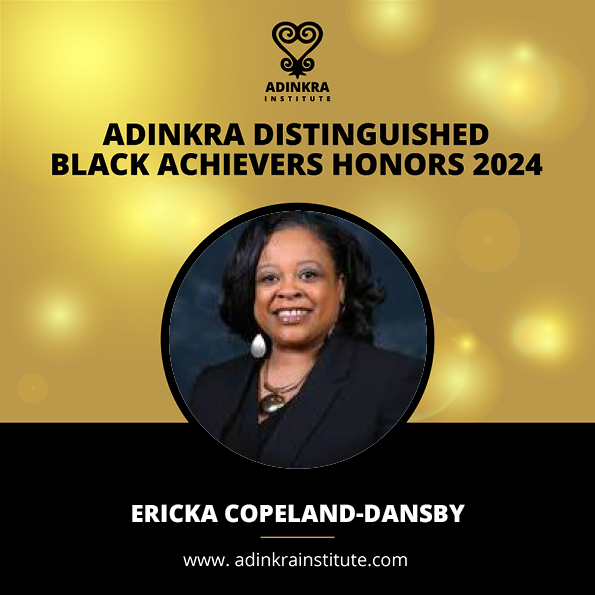 ADINKRA
INSTITUTE
ADINKRA DISTINGUISHED
BLACK ACHIEVERS HONORS 2024
ERICKA COPELAND-DANSBY
www. adinkrainstitute.com